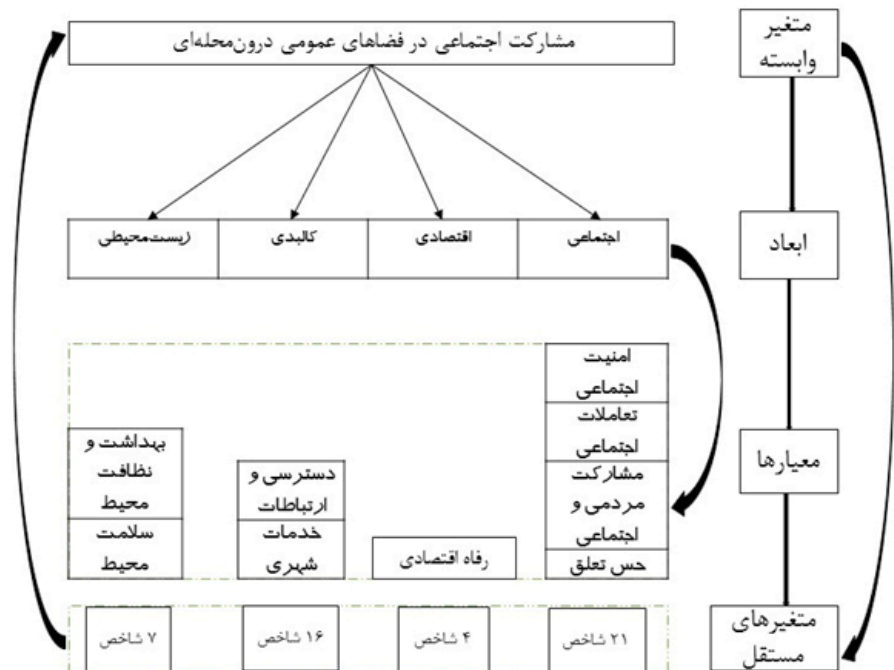 متغیر
وابسته
مشارکت اجتماعی در فضاهای عمومی درون‌محله‌ای
ابعاد
اجتماعی
اقتصادی
کالبدی
زیست‌محیطی
معیارها
امنیت
اجتماعی
تعاملات
اجتماعی
مشارکت
مردمی و
اجتماعی
حس تعلق
رفاه اقتصادی
دسترسی و
ارتباطات
خدمات
شهری
بهداشت و
نظافت
محیط
سلامت
محیط
متغیرهای
مستقل
۲۱ شاخص
۴ شاخص
۱۶ شاخص
۷ شاخص